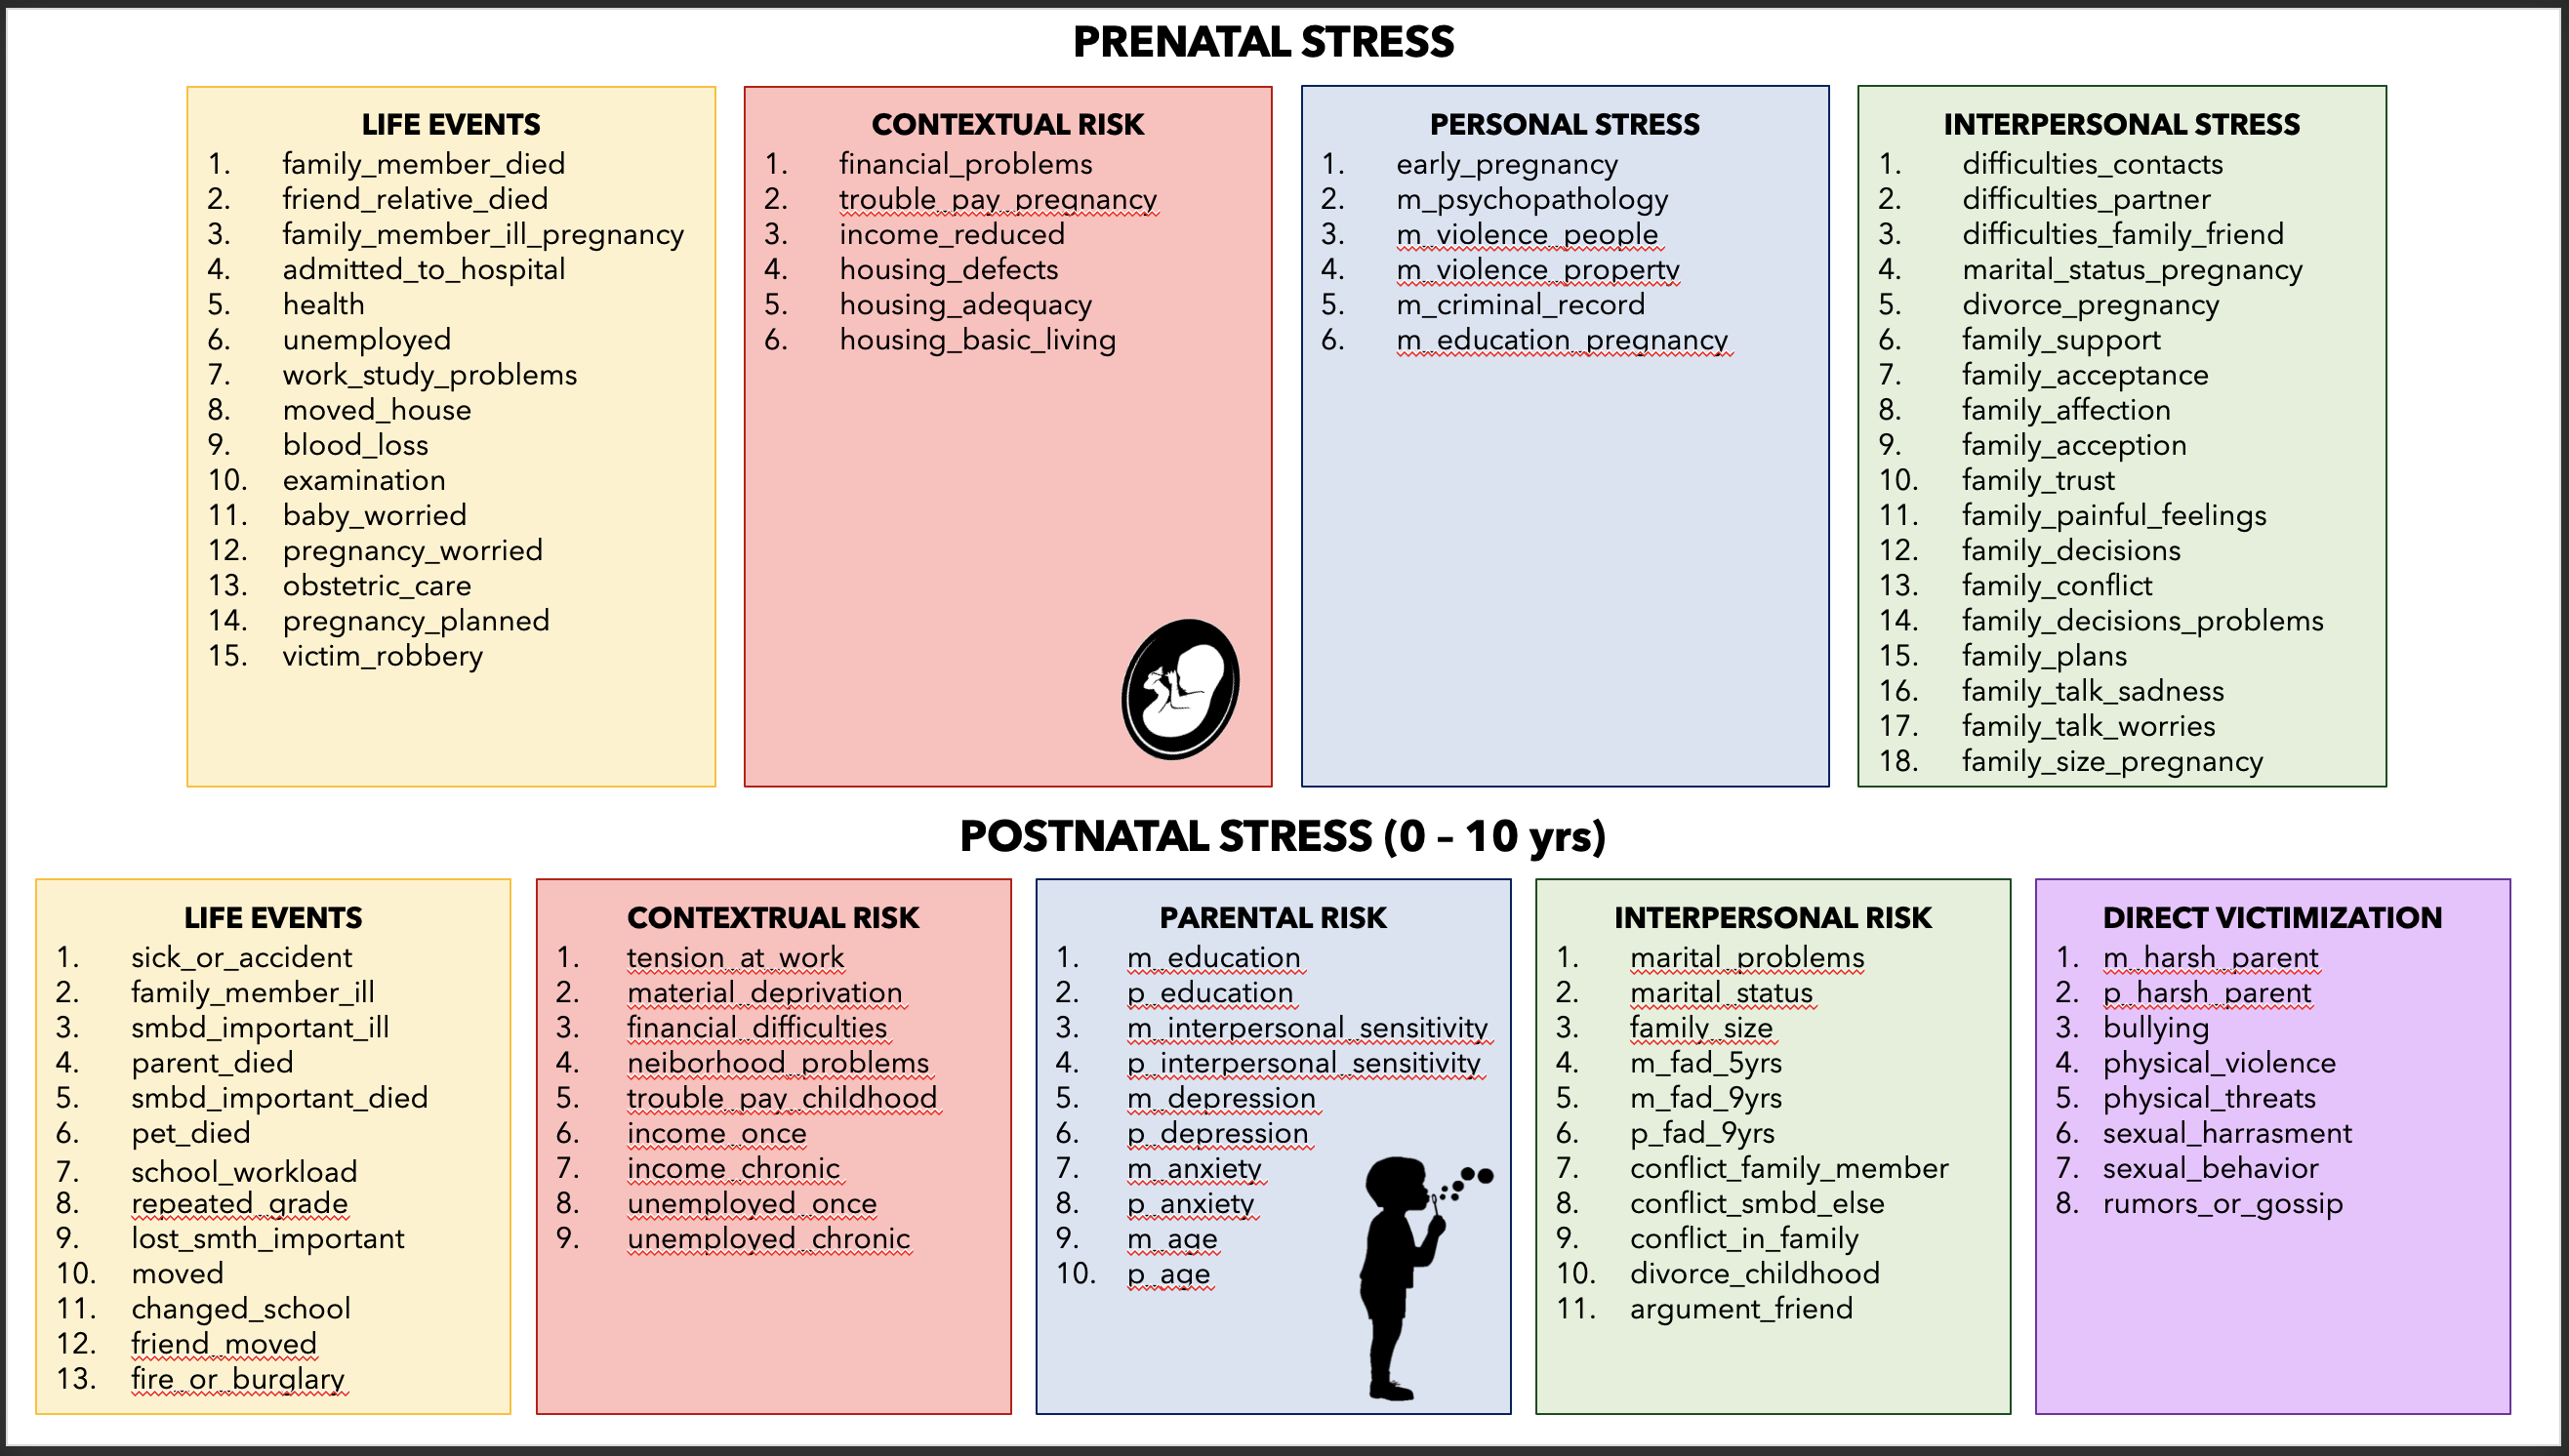 PRENATAL STRESS
LIFE EVENTS
1. family_member_died
2. friend_relative_died
3. family_member_ill_pregnancy
4. admitted_to_hospital
5. health
6. unemployed
7. work_study_problems
8. moved_house
9. blood_loss
10. examination
11. baby_worried
12. pregnancy_worried
13. obstetric_care
14. pregnancy_planned
15. victim_robbery
CONTEXTUAL RISK
1. financial_problems
2. trouble_pay_pregnancy
3. income_reduced
4. housing_defects
5. housing_adequacy
6. housing_basic_living
PERSONAL STRESS
1. early_pregnancy
2. m_psychopathology
3. m_violence_people
4. m_violence_property
5. m_criminal_record
6. m_education_pregnancy
INTERPERSONAL STRESS
1. difficulties_contacts
2. difficulties_partner
3. difficulties_family_friend
4. marital_status_pregnancy
5. divorce_pregnancy
6. family_support
7. family_acceptance
8. family_affection
9. family_acception
10. family_trust
11. family_painful_feelings
12. family_decisions
13. family_conflict
14. family_decisions_problems
15. family_plans
16. family_talk_sadness
17. family_talk_worries
18. family_size_pregnancy
POSTNATAL STRESS (0 – 10 yrs)
LIFE EVENTS
1. sick_or_accident
2. family_member_ill
3. smbd_important_ill
4. parent_died
5. smbd_important_died
6. pet_died
7. school_workload
8. repeated_grade
9. lost_smth_important
10. moved
11. changed_school
12. friend_moved
13. fire_or_burglary
CONTEXTRUAL RISK
1. tension_at_work
2. material_deprivation
3. financial_difficulties
4. neiborhood_problems
5. trouble_pay_childhood
6. income_once
7. income_chronic
8. unemployed_once
9. unemployed_chronic
PARENTAL RISK
1. m_education
2. p_education
3. m_interpersonal_sensitivity
4. p_interpersonal_sensitivity
5. m_depression
6. p_depression
7. m_anxiety
8. p_anxiety
9. m_age
10. p_age
INTERPERSONAL RISK
1. marital_problems
2. marital_status
3. family_size
4. m_fad_5yrs
5. m_fad_9yrs
6. p_fad_9yrs
7. conflict_family_member
8. conflict_smbd_else
9. conflict_in_family
10. divorce_childhood
11. argument_friend
DIRECT VICTIMIZATION
1. m_harsh_parent
2. p_harsh_parent
3. bullying
4. physical_violence
5. physical_threats
6. sexual_harrasment
7. sexual_behavior
8. rumors_or_gossip